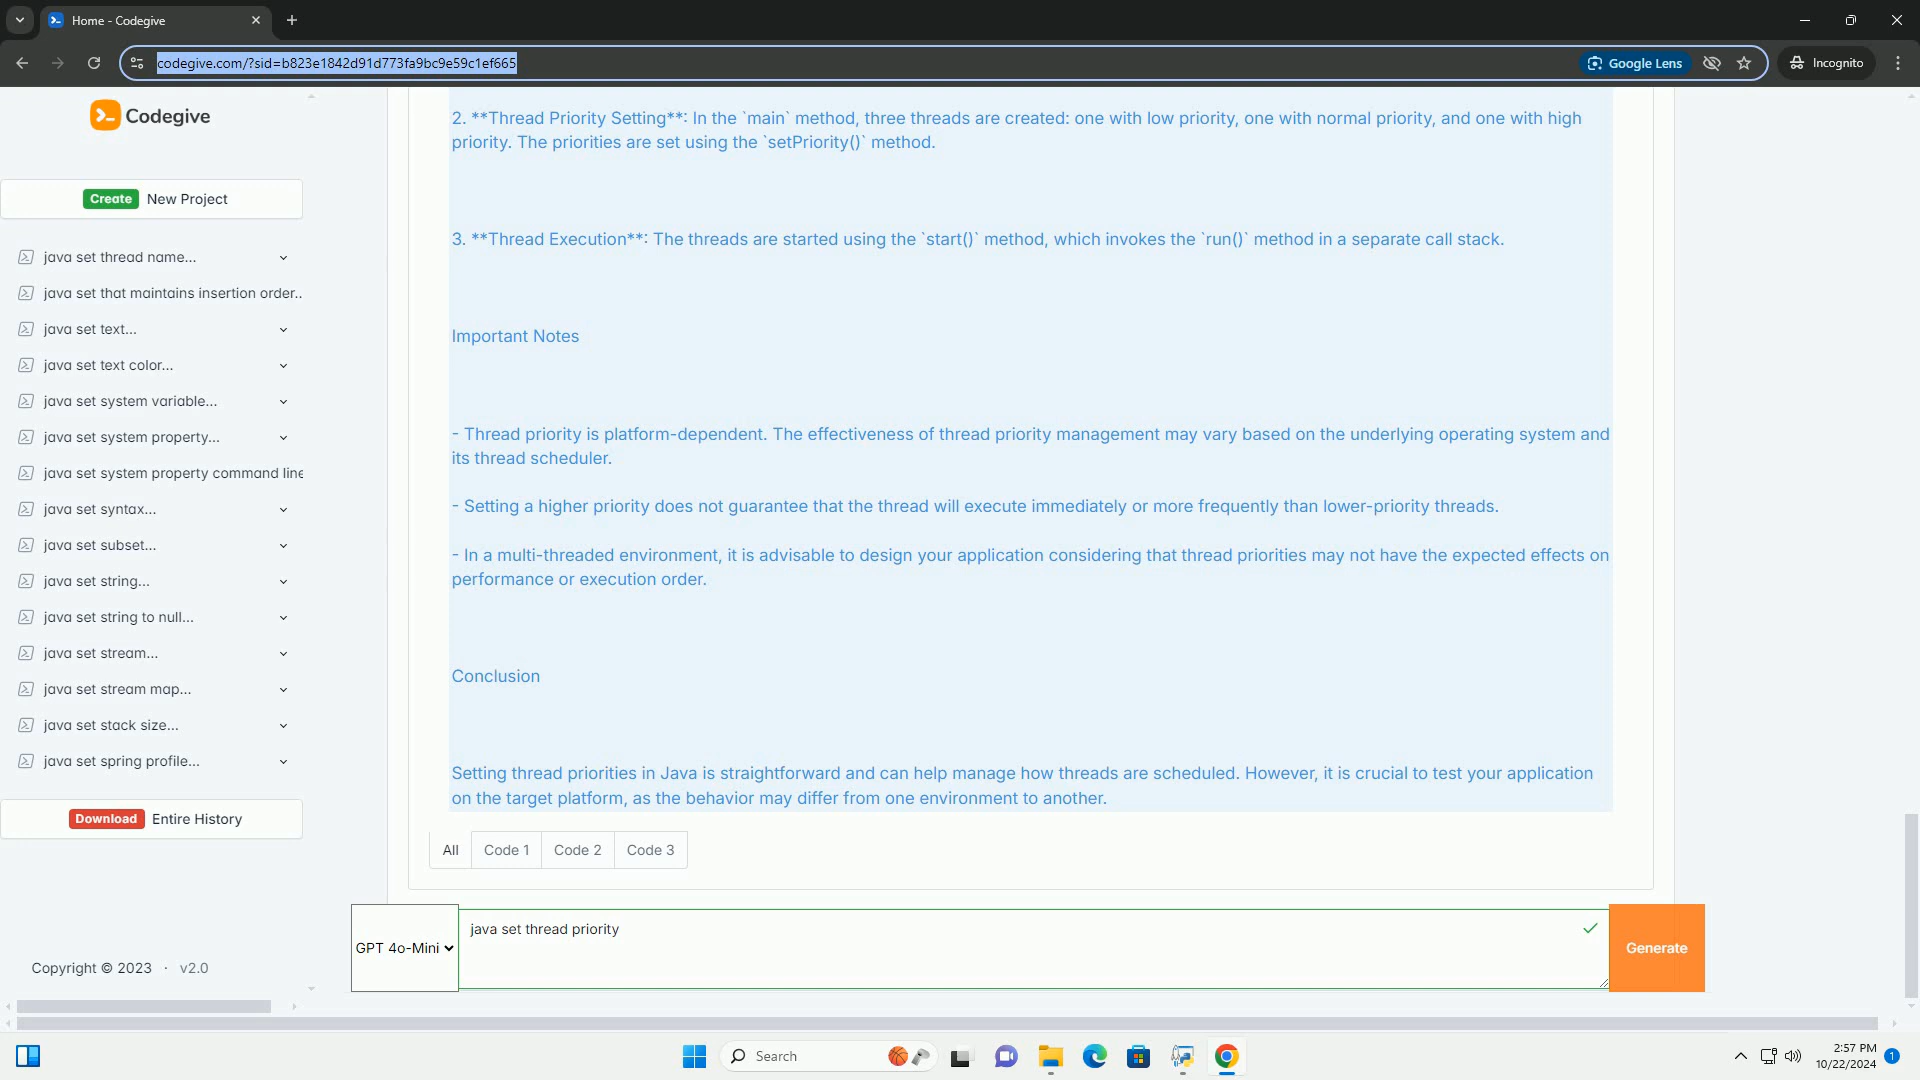 Home - Codegive
codegive.com/?sid=b823e1842d91d773fa9bc9e59c1ef665
Google Lens
Incognito
Codegive
Create New Project
java set thread name...
java set that maintains insertion order..
java set text...
java set text color...
java set system variable...
java set system property...
java set system property command line
java set syntax...
java set subset...
java set string...
java set string to null...
java set stream...
java set stream map...
java set stack size...
java set spring profile...
Download Entire History
Copyright © 2023 · v2.0
2. **Thread Priority Setting**: In the `main` method, three threads are created: one with low priority, one with normal priority, and one with high
priority. The priorities are set using the `setPriority()` method.
3. **Thread Execution**: The threads are started using the `start()` method, which invokes the `run()` method in a separate call stack.
Important Notes
- Thread priority is platform-dependent. The effectiveness of thread priority management may vary based on the underlying operating system and
its thread scheduler.
- Setting a higher priority does not guarantee that the thread will execute immediately or more frequently than lower-priority threads.
- In a multi-threaded environment, it is advisable to design your application considering that thread priorities may not have the expected effects on
performance or execution order.
Conclusion
Setting thread priorities in Java is straightforward and can help manage how threads are scheduled. However, it is crucial to test your application
on the target platform, as the behavior may differ from one environment to another.
All Code 1 Code 2 Code 3
GPT 4o-Mini
java set thread priority
Generate
Search
2:57 PM
10/22/2024
1